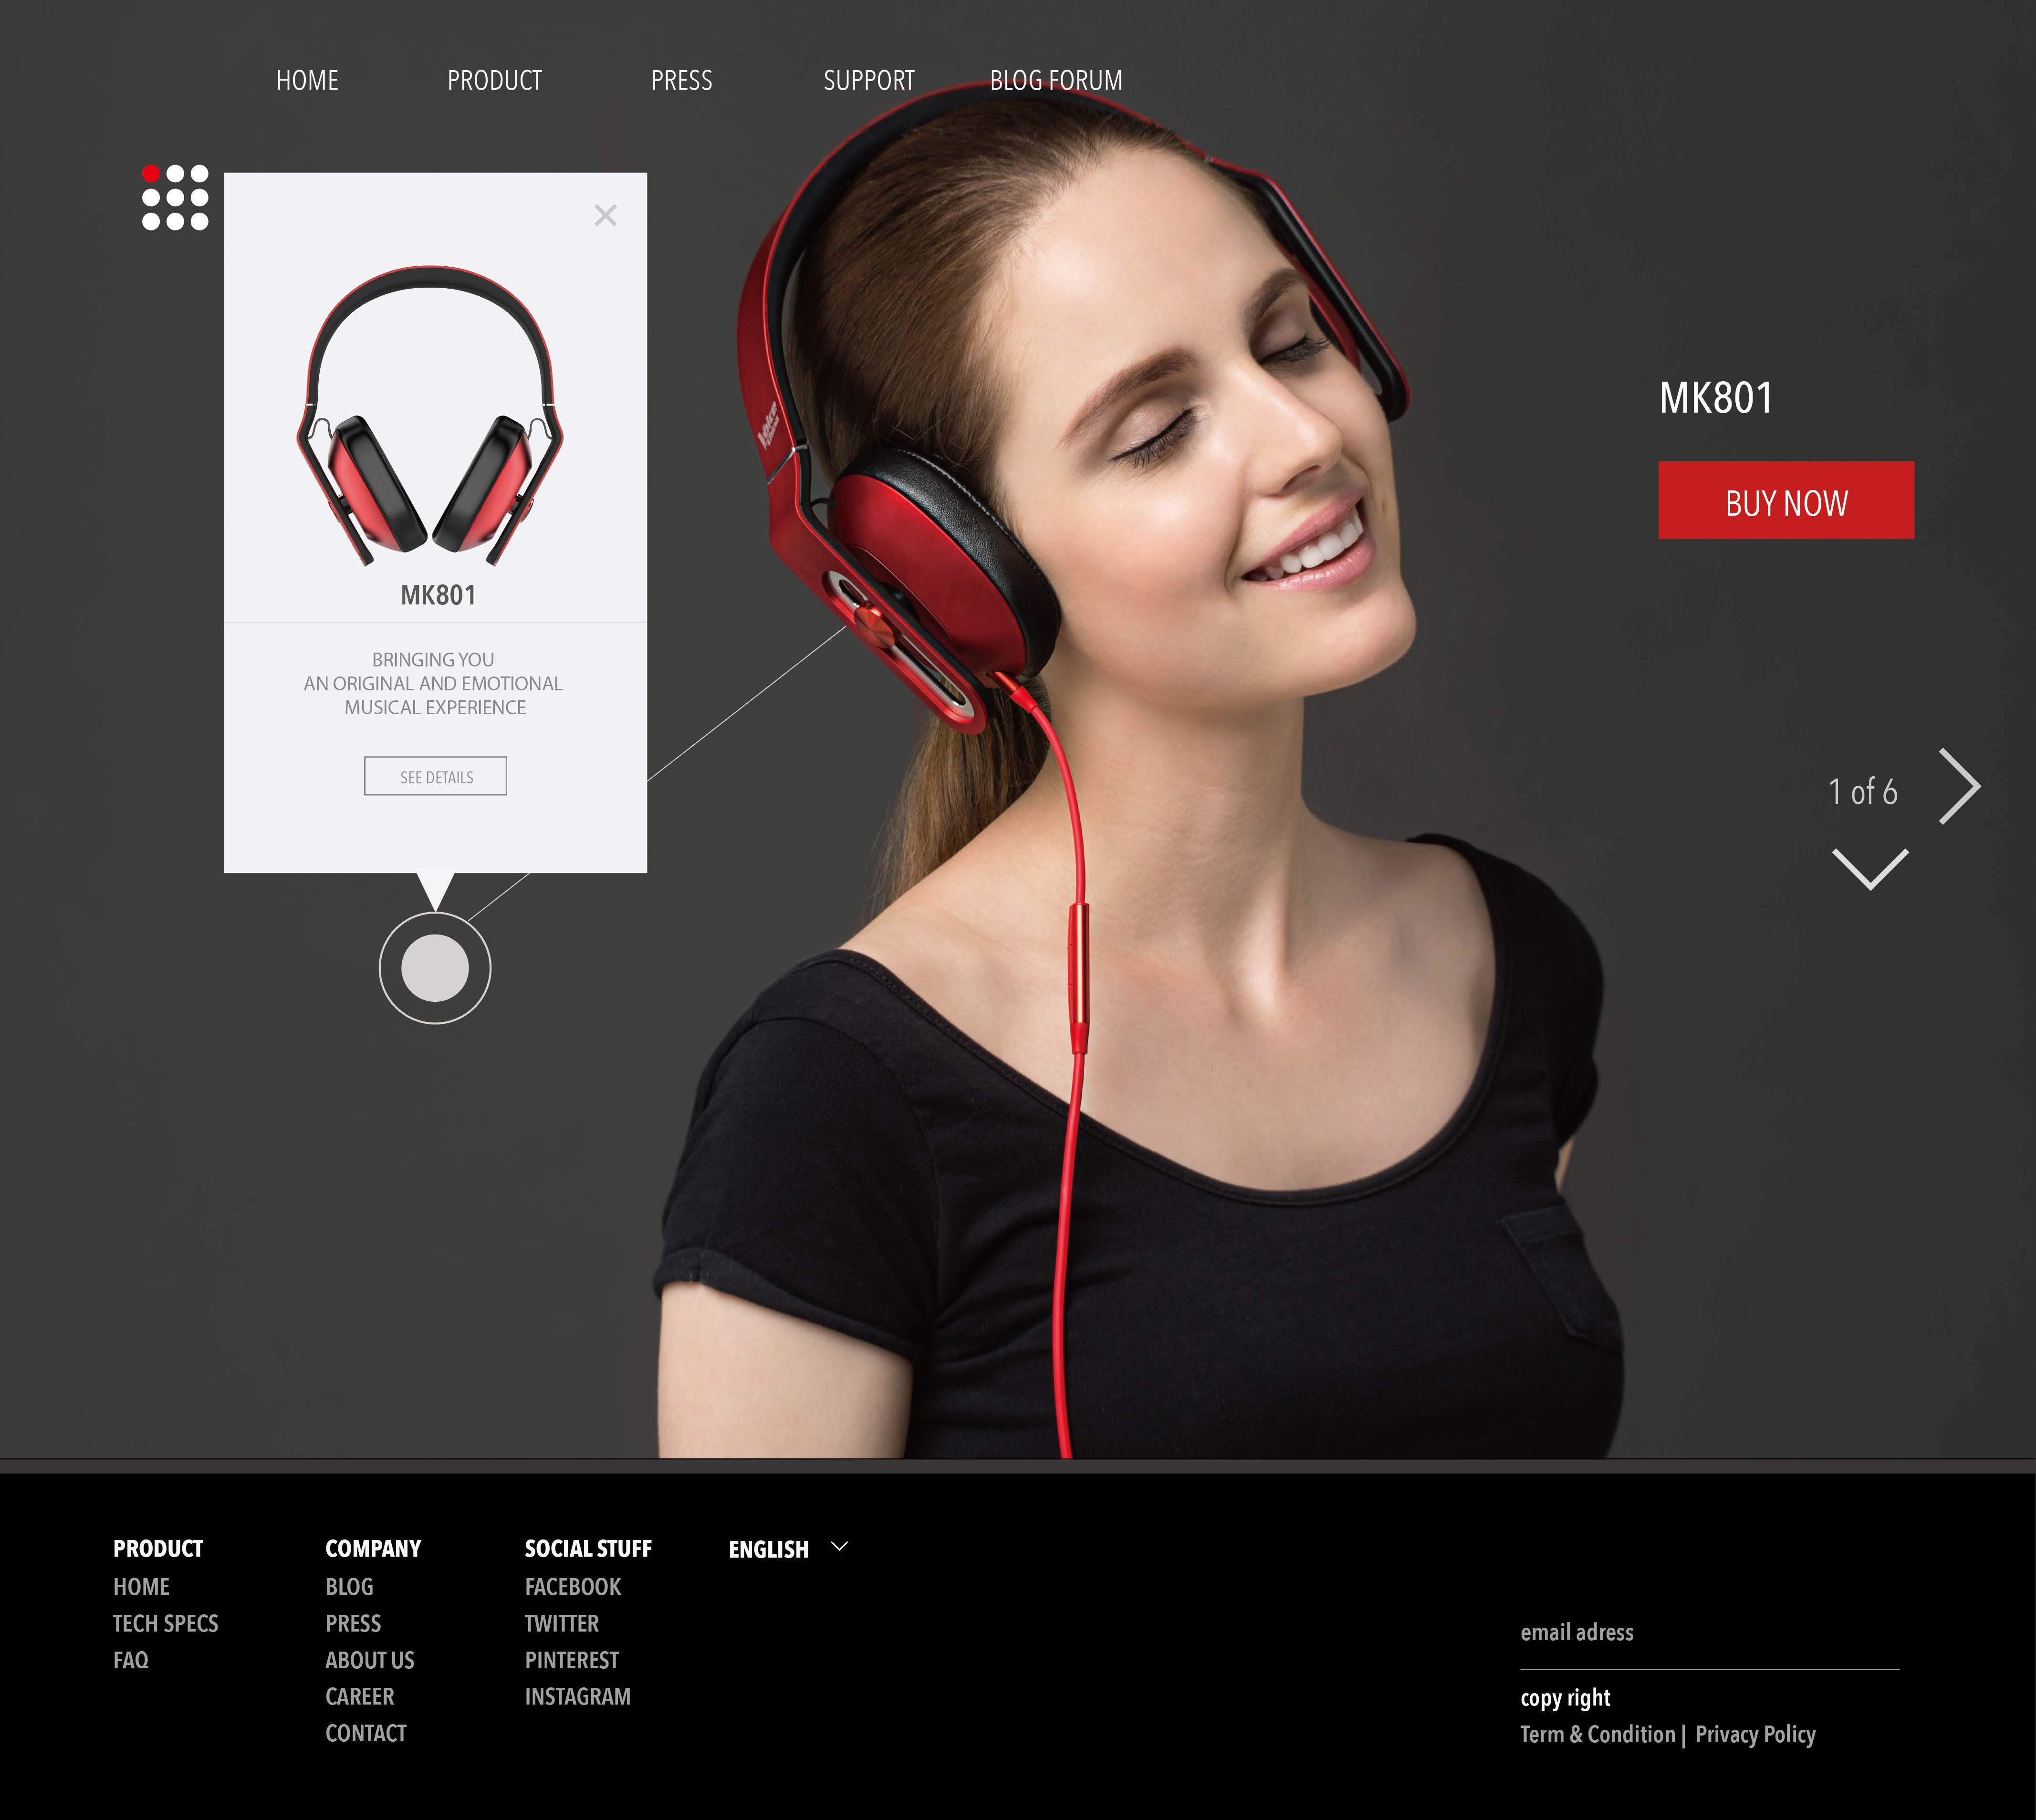 HOME PRODUCT PRESS SUPPORT BLOG FORUM
MK801
BRINGING YOU
AN ORIGINAL AND EMOTIONAL
MUSICAL EXPERIENCE
SEE DETAILS
MK801
BUY NOW
1 of 6
PRODUCT
HOME
TECH SPECS
FAQ
COMPANY
BLOG
PRESS
ABOUT US
CAREER
CONTACT
SOCIAL STUFF
FACEBOOK
TWITTER
PINTEREST
INSTAGRAM
ENGLISH
email adress
copy right
Term & Condition | Privacy Policy